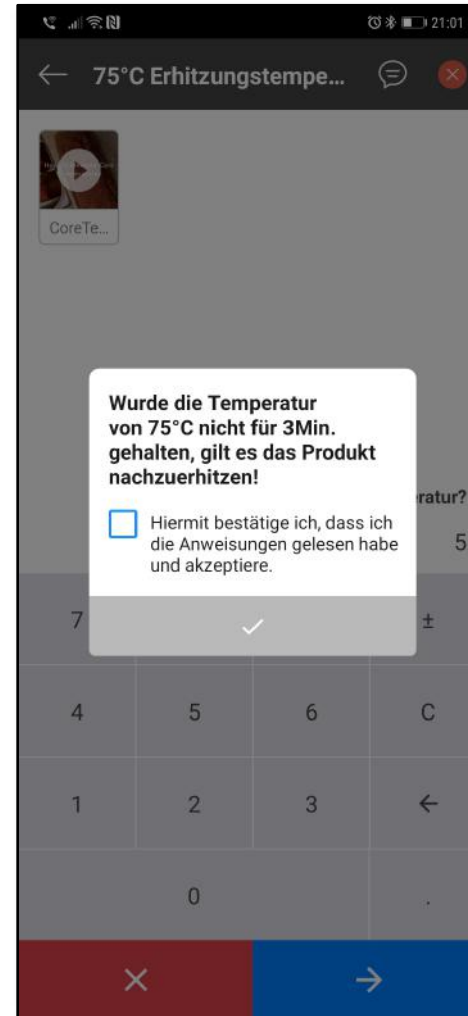 21:01
75°C Erhitzungstempe...
CoreTe...
Wurde die Temperatur
von 75°C nicht für 3Min.
gehalten, gilt es das Produkt
nachzuerhitzen!
Hiermit bestätige ich, dass ich
die Anweisungen gelesen habe
und akzeptiere.
ratur?
5
7 ±
4 5 6 C
1 2 3 ←
0 .